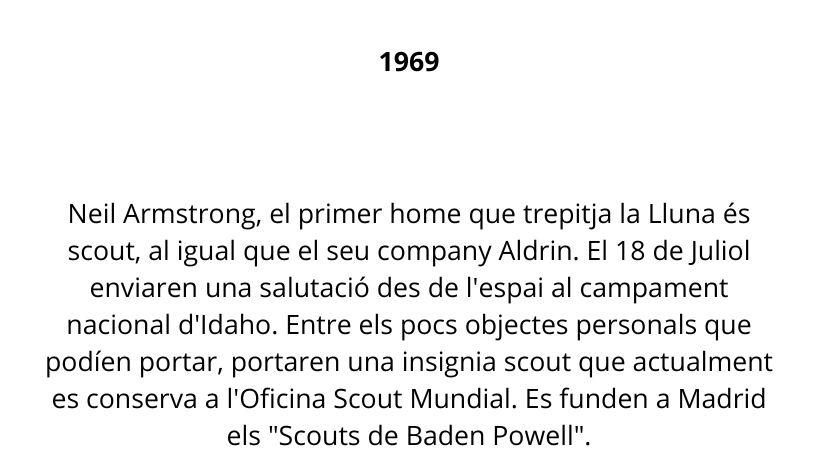 1969
Neil Armstrong, el primer home que trepitja la Lluna és
scout, al igual que el seu company Aldrin. El 18 de Juliol
enviaren una salutació des de l'espai al campament
nacional d'Idaho. Entre els pocs objectes personals que
podíen portar, portaren una insignia scout que actualment
es conserva a l'Oficina Scout Mundial. Es funden a Madrid
els "Scouts de Baden Powell".